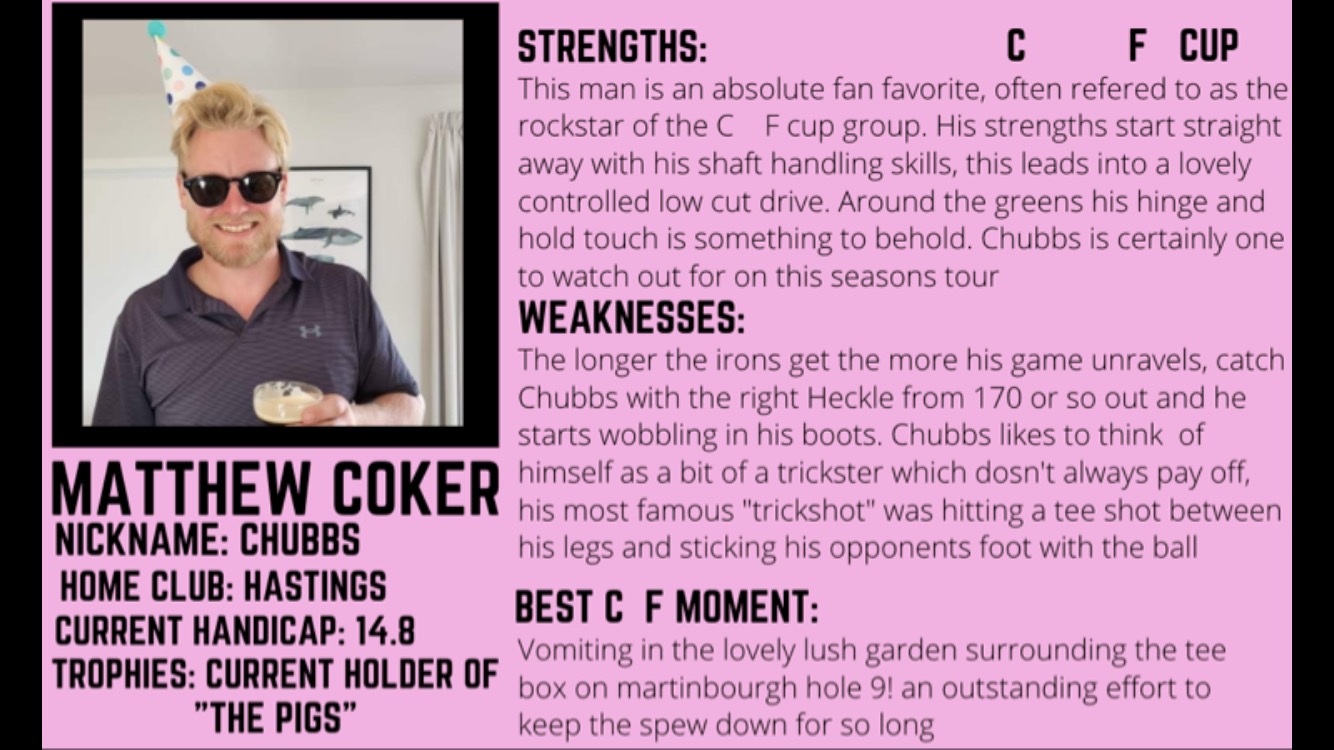 MATTHEW COKER
NICKNAME: CHUBBS
HOME CLUB: HASTINGS
CURRENT HANDICAP: 14.8
TROPHIES: CURRENT HOLDER OF
"THE PIGS"
STRENGTHS: C F CUP
This man is an absolute fan favorite, often refered to as the
rockstar of the C F cup group. His strengths start straight
away with his shaft handling skills, this leads into a lovely
controlled low cut drive. Around the greens his hinge and
hold touch is something to behold. Chubbs is certainly one
to watch out for on this seasons tour
WEAKNESSES:
The longer the irons get the more his game unravels, catch
Chubbs with the right Heckle from 170 or so out and he
starts wobbling in his boots. Chubbs likes to think of
himself as a bit of a trickster which dosn't always pay off,
his most famous "trickshot" was hitting a tee shot between
his legs and sticking his opponents foot with the ball
BEST C F MOMENT:
Vomiting in the lovely lush garden surrounding the tee
box on martinbourgh hole 9! an outstanding effort to
keep the spew down for so long